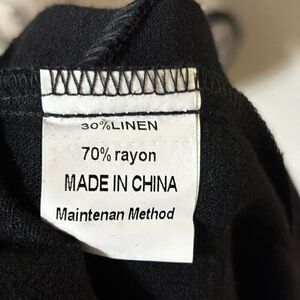 30%LINEN
70% rayon
MADE IN CHINA
Maintenan Method